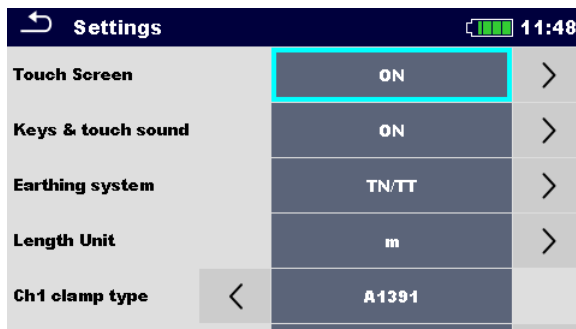 Settings 11:48
Touch Screen ON
Keys & touch sound ON
Earthing system TN/TT
Length Unit m
Ch1 clamp type A1391